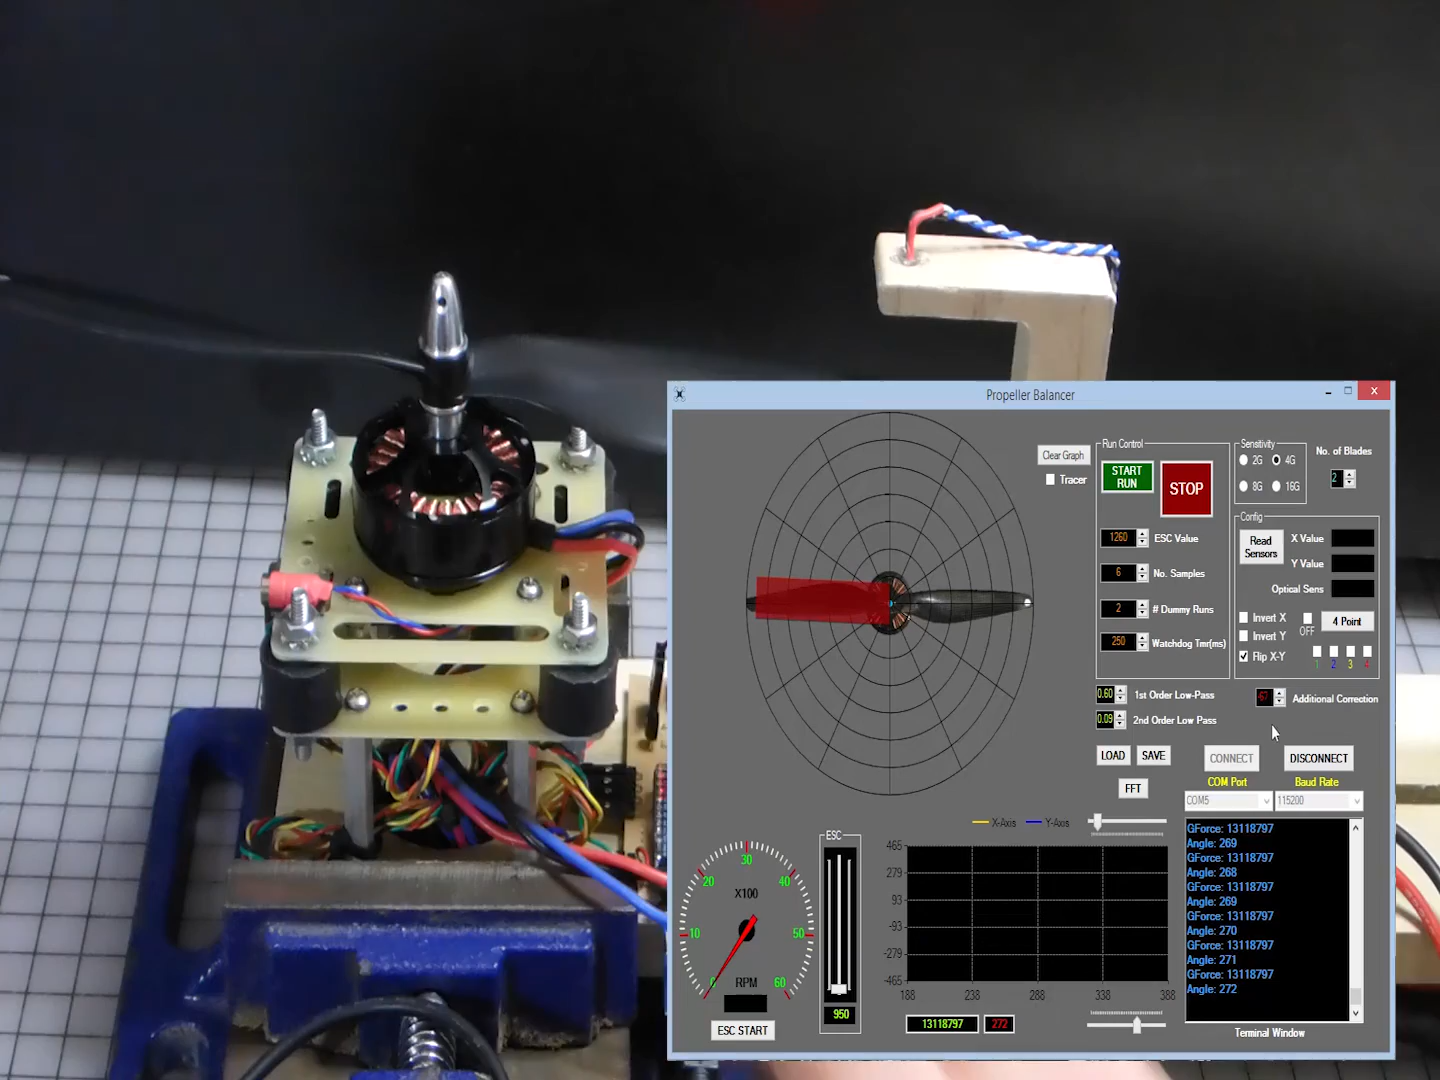 Propeller Balancer
Clear Graph
Tracer
Run Control
START RUN
STOP
1260 ESC Value
6 No. Samples
2 # Dummy Runs
250 Watchdog Tmr(ms)
Sensitivity
2G 4G
8G 16G
No. of Blades
2
Config
Read Sensors
X Value
Y Value
Optical Sens
Invert X
Invert Y
OFF
4 Point
Flip X-Y
1 2 3 4
0.60 1st Order Low-Pass
Additional Correction
0.09 2nd Order Low Pass
LOAD SAVE
CONNECT DISCONNECT
FFT
COM Port Baud Rate
COM5 115200
X-Axis Y-Axis
GForce: 13118797
Angle: 269
GForce: 13118797
Angle: 268
GForce: 13118797
Angle: 269
GForce: 13118797
Angle: 270
GForce: 13118797
Angle: 271
GForce: 13118797
Angle: 272
Terminal Window
ESC
950
0 10 20 30 40 50 60
X100
RPM
ESC START
465
279
93
-93
-279
-465
188 238 288 338 388
13118797 272